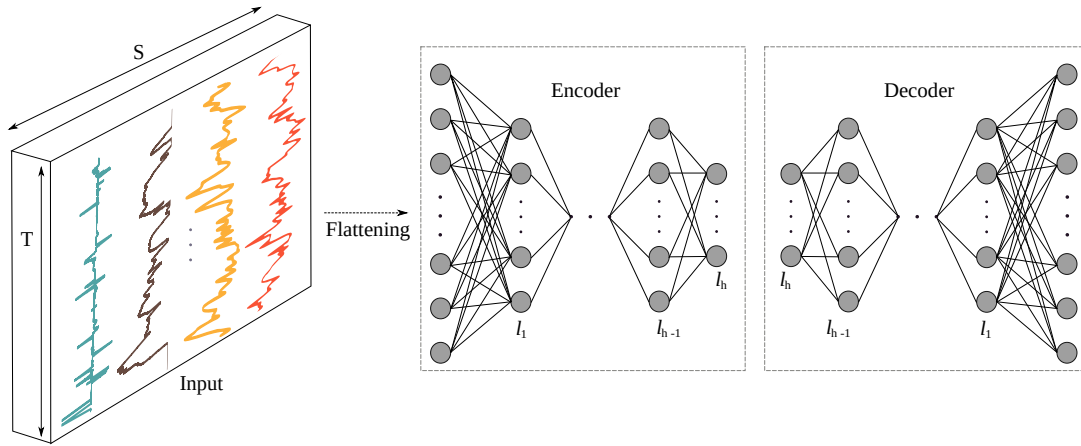 S
T
Input
Flattening
Encoder
l1
lh-1
lh
Decoder
lh
lh-1
l1